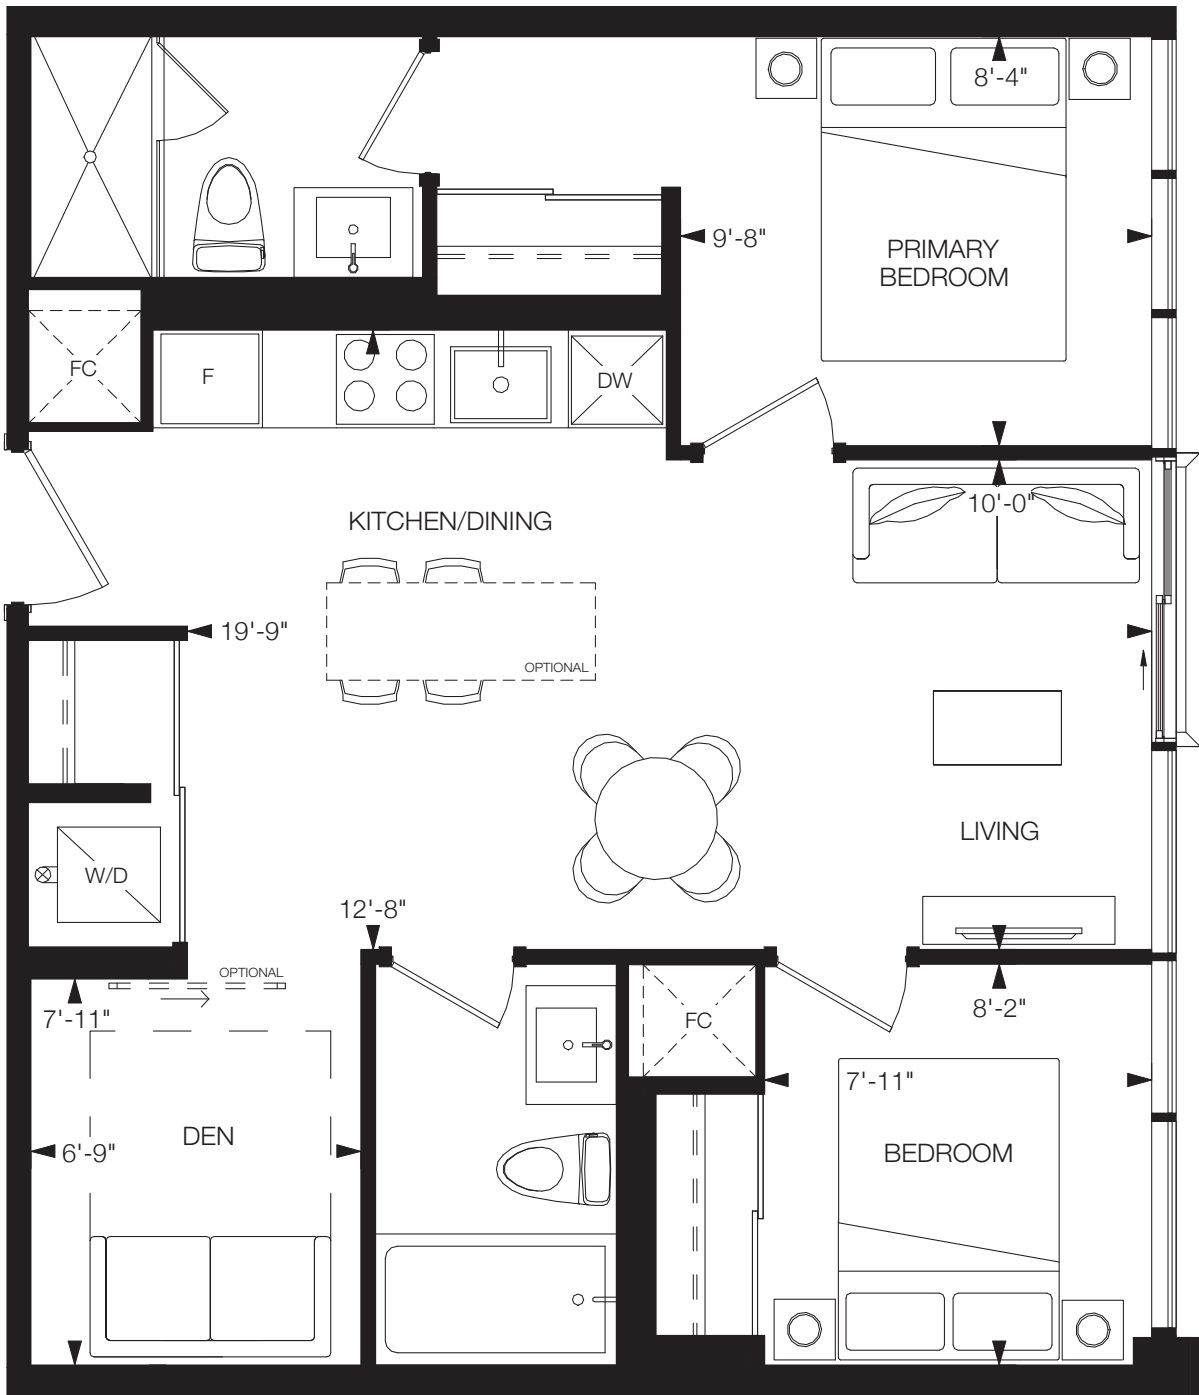 8'-4"
9'-8"
PRIMARY
BEDROOM
FC
F
DW
10'-0"
KITCHEN/DINING
19'-9"
OPTIONAL
LIVING
W/D
12'-8"
OPTIONAL
7'-11"
8'-2"
FC
7'-11"
DEN
6'-9"
BEDROOM